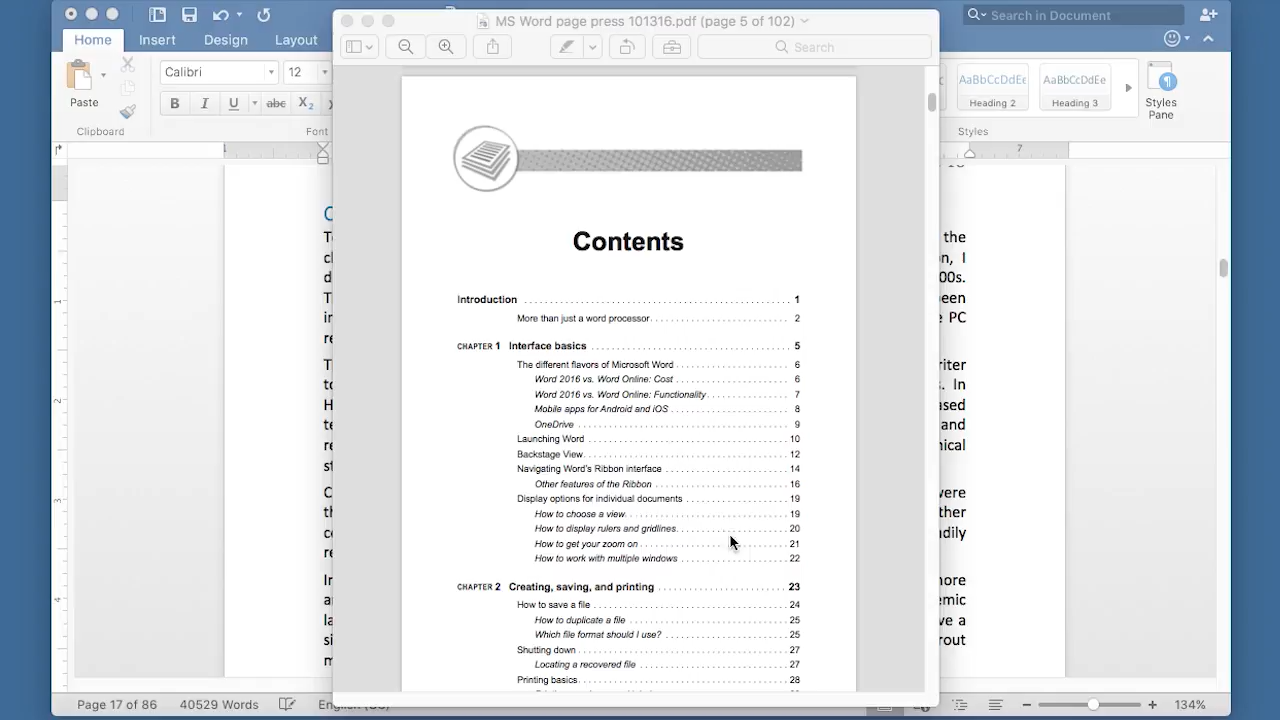 MS Word page press 101316.pdf (page 5 of 102)
Search in Document
Home Insert Design Layout
Search
Calibri 12
Paste
B I U abc X2
AaBbCcDdEe AaBbCcDdEe
Heading 2 Heading 3
Styles Pane
Clipboard Font Styles
7
Contents
Introduction 1
More than just a word processor 2
CHAPTER 1 Interface basics 5
The different flavors of Microsoft Word 6
Word 2016 vs. Word Online: Cost 6
Word 2016 vs. Word Online: Functionality 7
Mobile apps for Android and iOS 8
OneDrive 9
Launching Word 10
Backstage View 12
Navigating Word's Ribbon interface 14
Other features of the Ribbon 16
Display options for individual documents 19
How to choose a view 19
How to display rulers and gridlines 20
How to get your zoom on 21
How to work with multiple windows 22
CHAPTER 2 Creating, saving, and printing 23
How to save a file 24
How to duplicate a file 25
Which file format should I use? 25
Shutting down 27
Locating a recovered file 27
Printing basics 28
the
on, I
00s.
een
e PC
riter
s. In
ased
and
nical
were
ther
adily
more
emic
ve a
rout
Page 17 of 86 40529 Words 134%